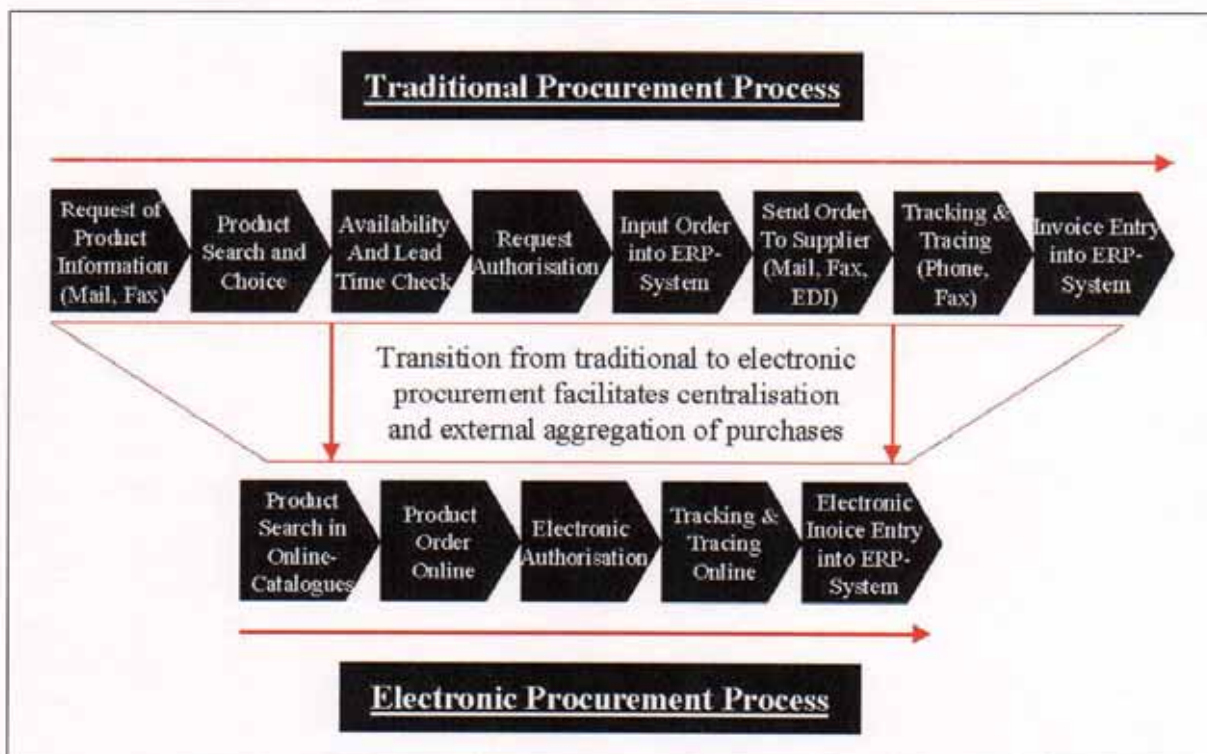 Traditional Procurement Process
Request of
Product
Information
(Mail, Fax)
Product
Search and
Choice
Availability
And Lead
Time Check
Request
Authorisation
Input Order
into ERP-
System
Send Order
To Supplier
(Mail, Fax,
EDI)
Tracking &
Tracing
(Phone,
Fax)
Invoice Entry
into ERP-
System
Transition from traditional to electronic
procurement facilitates centralisation
and external aggregation of purchases
Product
Search in
Online-
Catalogues
Product
Order
Online
Electronic
Authorisation
Tracking &
Tracing
Online
Electronic
Inoice Entry
into ERP-
System
Electronic Procurement Process